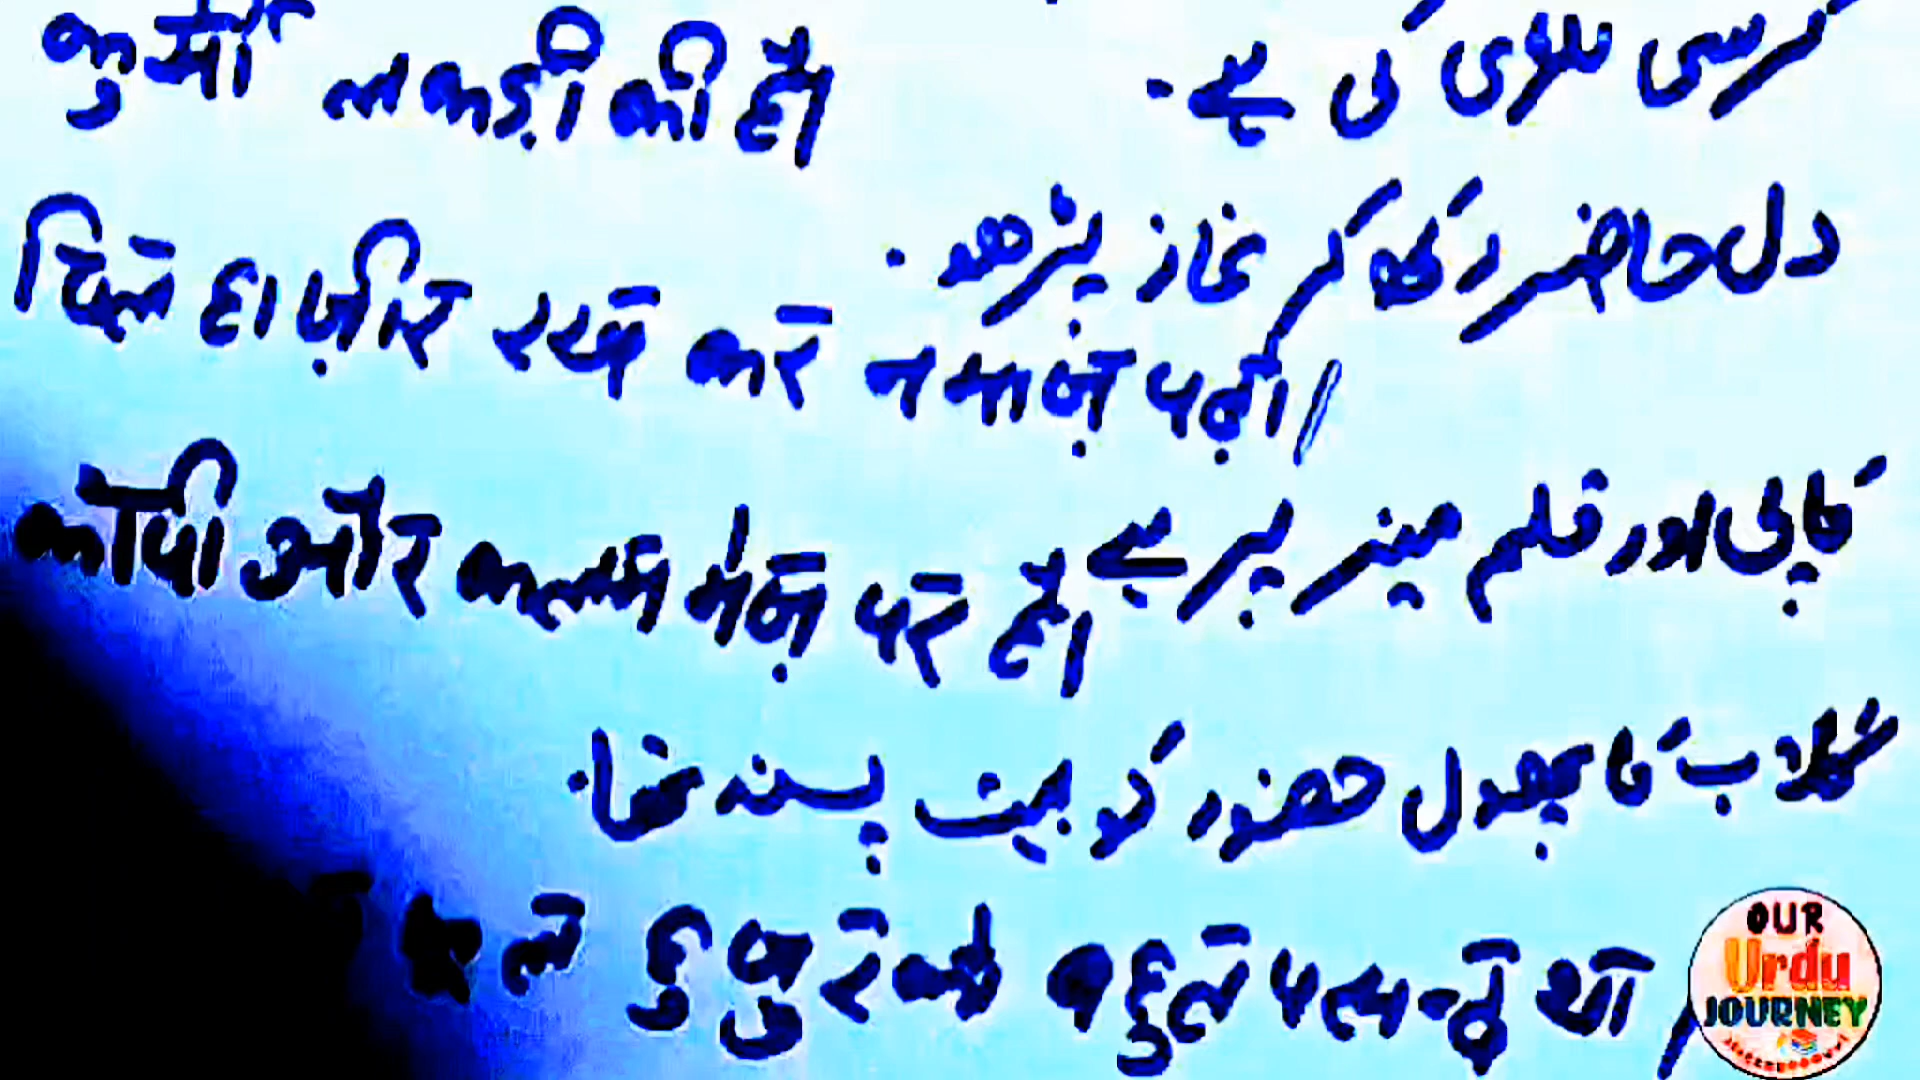 کرسی لکڑی کی ہے۔
कुर्सी लकड़ी की है।
دل حاضر رکھ کر نماز پڑھو۔
दिल हाज़ीर रख कर नमाज़ पढ़ो।
کاپی اور قلم میز پر ہے
कॉपी और कलम मेज़ पर है।
گلاب کا پھول حضور کو بہت پسند تھا۔
हुजुर को बहुत पसन्द था।
OUR
Urdu
JOURNEY